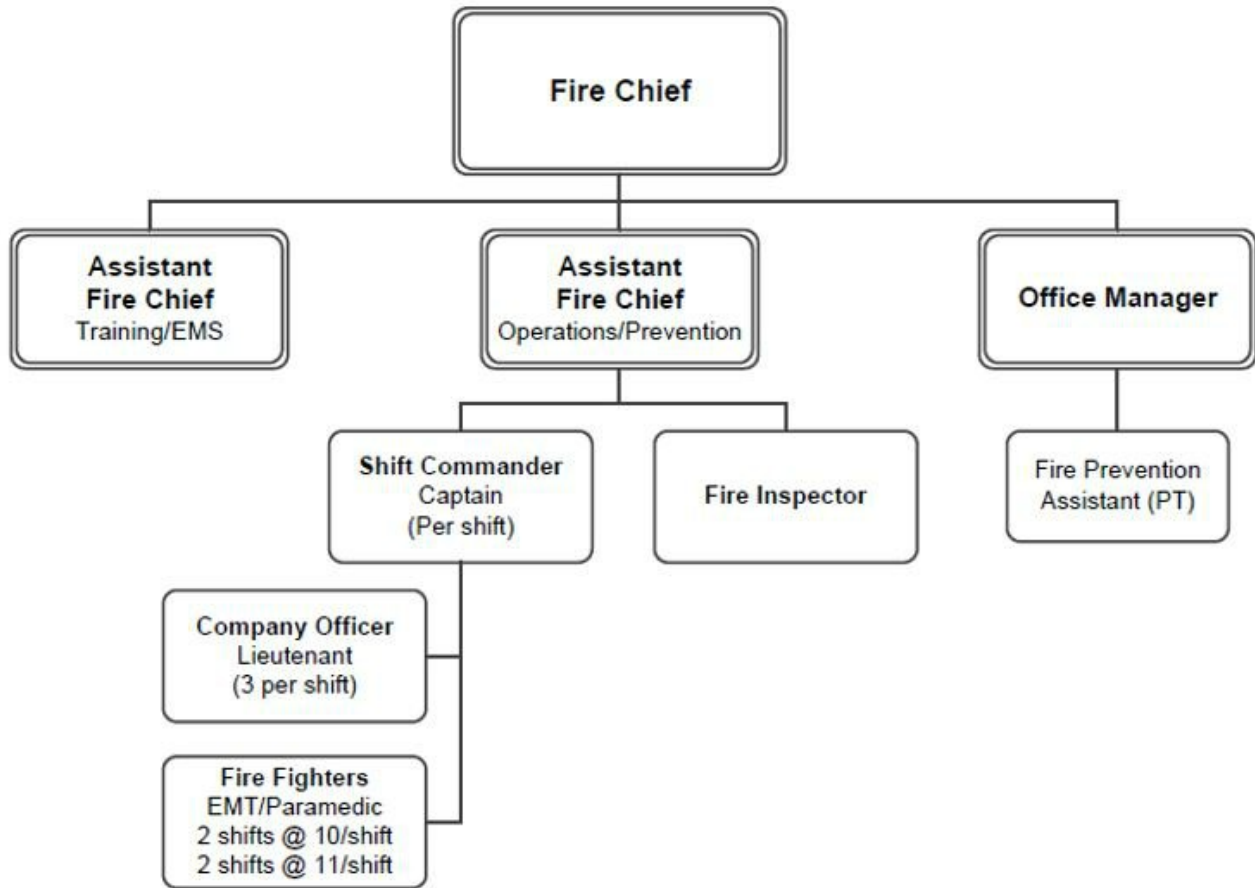 Fire Chief
Assistant
Fire Chief
Training/EMS
Assistant
Fire Chief
Operations/Prevention
Office Manager
Shift Commander
Captain
(Per shift)
Fire Inspector
Fire Prevention
Assistant (PT)
Company Officer
Lieutenant
(3 per shift)
Fire Fighters
EMT/Paramedic
2 shifts @ 10/shift
2 shifts @ 11/shift